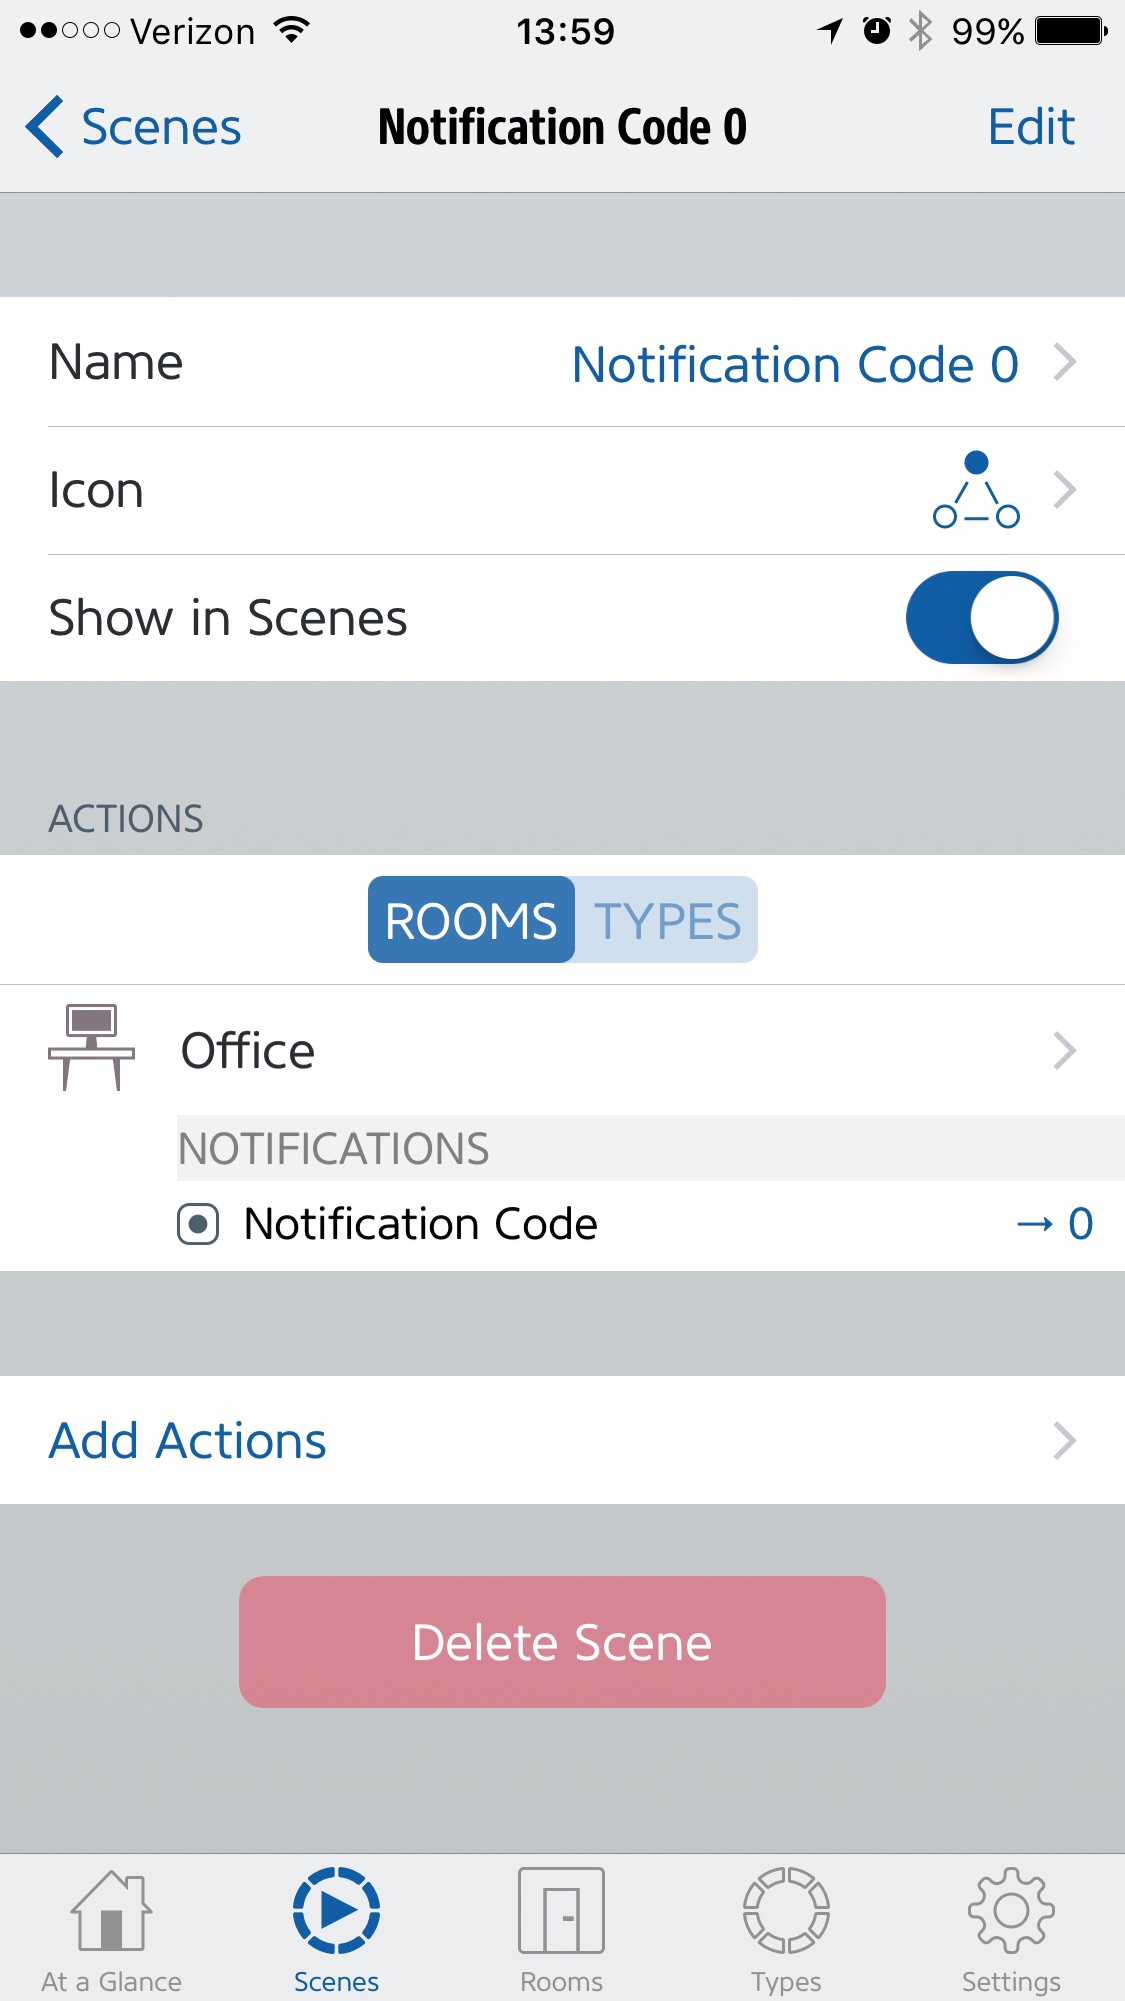 Verizon 13:59 99%
Scenes Notification Code 0 Edit
Name Notification Code 0
Icon
Show in Scenes
ACTIONS
ROOMS TYPES
Office
NOTIFICATIONS
Notification Code → 0
Add Actions
Delete Scene
At a Glance Scenes Rooms Types Settings